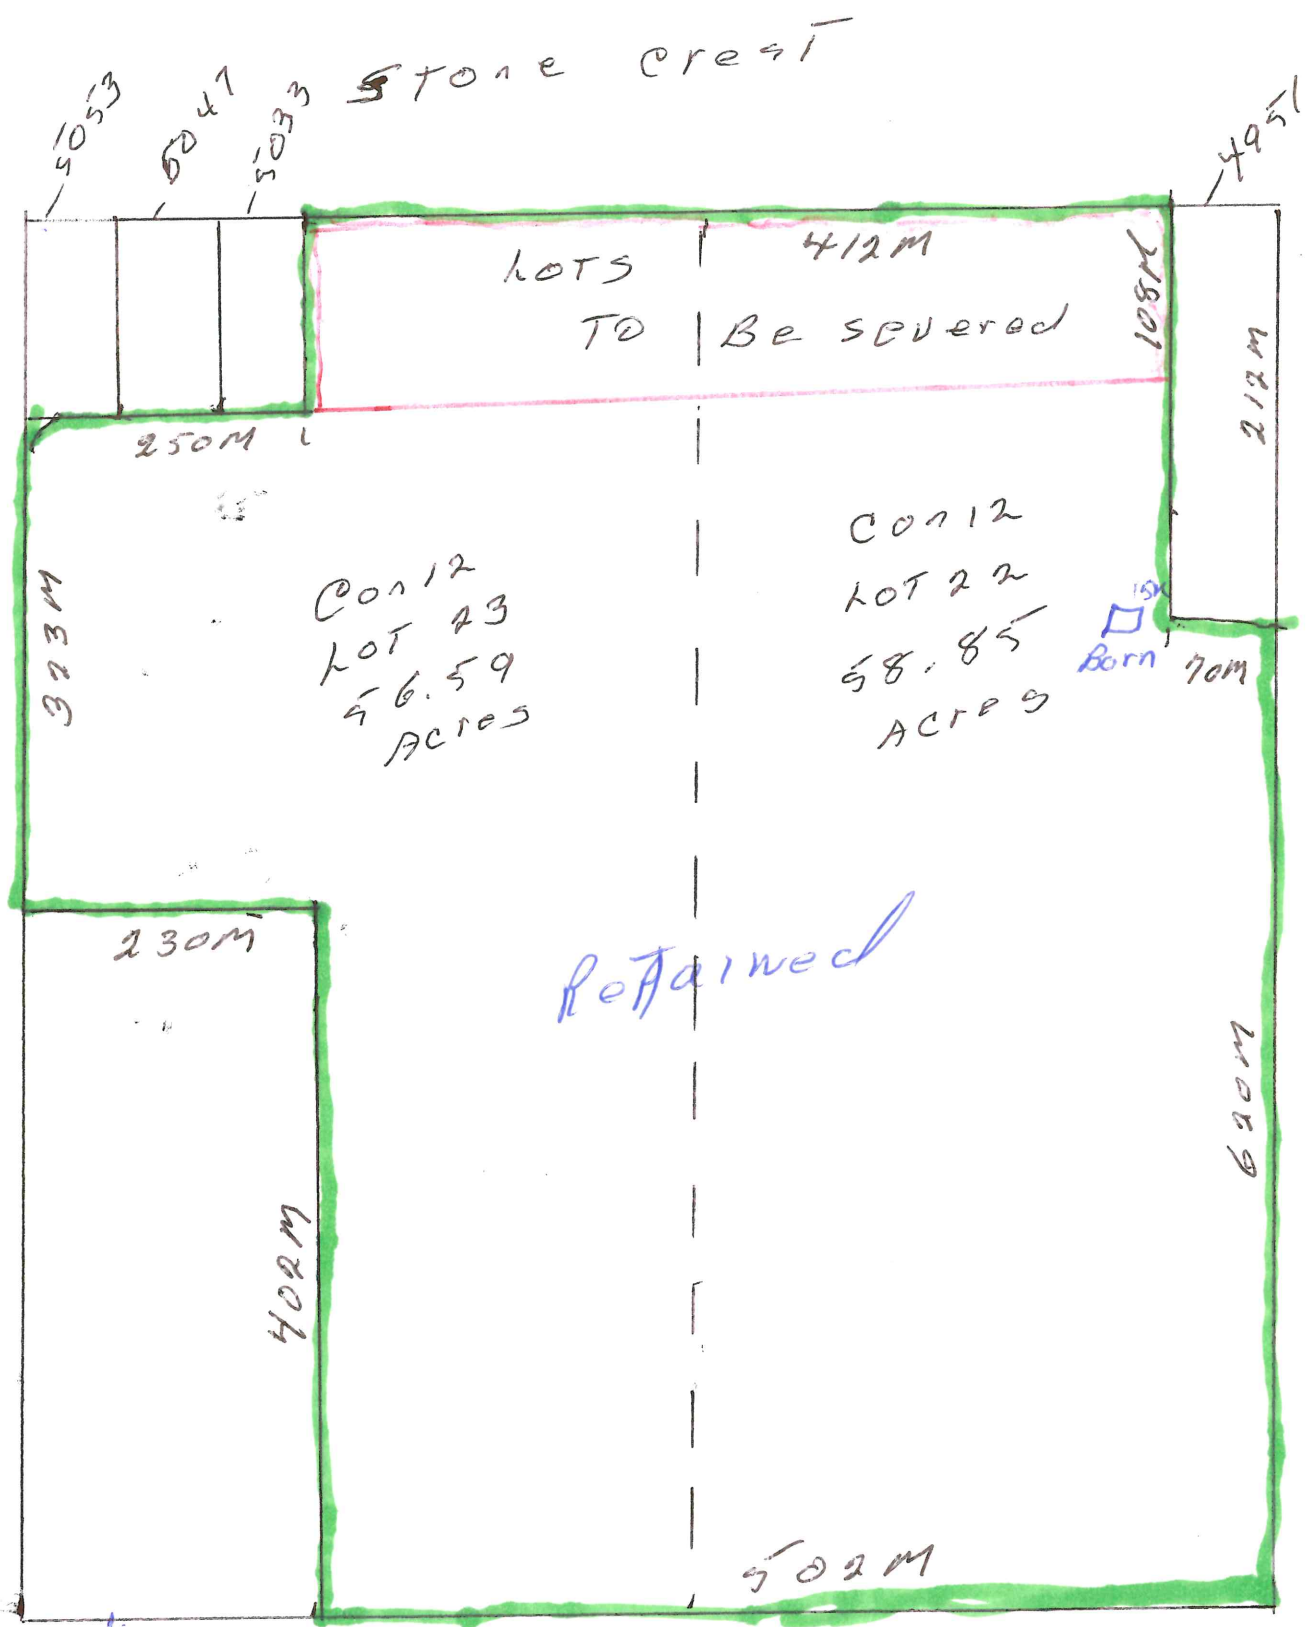 Stone Crest
5053
5047
5033
4951
412M
LOTS
TO Be severed
108M
212M
250M
323M
Con 12
LOT 23
56.59
Acres
Con 12
LOT 22
58.85
Acres
15M
Barn
70M
230M
Retained
620M
402M
502M